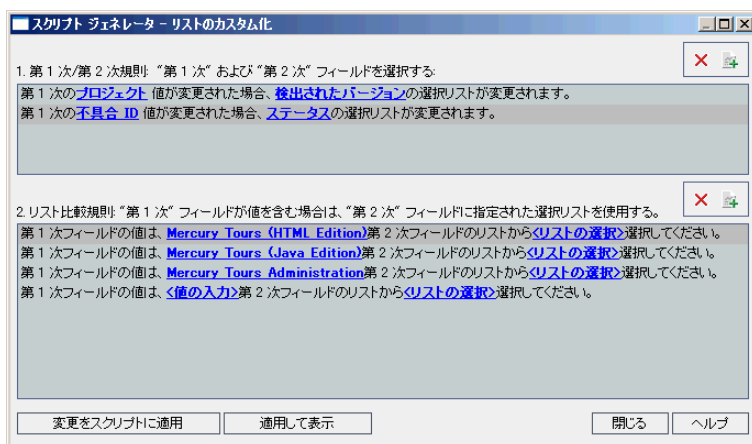 スクリプト ジェネレータ - リストのカスタム化
1. 第 1 次/第 2 次規則: "第 1 次" および "第 2 次" フィールドを選択する:
第 1 次のプロジェクト 値が変更された場合、検出されたバージョンの選択リストが変更されます。
第 1 次の不具合 ID 値が変更された場合、ステータスの選択リストが変更されます。
2. リスト比較規則: "第 1 次" フィールドが値を含む場合は、"第 2 次" フィールドに指定された選択リストを使用する。
第 1 次フィールドの値は、Mercury Tours (HTML Edition)第 2 次フィールドのリストから<リストの選択>選択してください。
第 1 次フィールドの値は、Mercury Tours (Java Edition)第 2 次フィールドのリストから<リストの選択>選択してください。
第 1 次フィールドの値は、Mercury Tours Administration第 2 次フィールドのリストから<リストの選択>選択してください。
第 1 次フィールドの値は、<値の入力>第 2 次フィールドのリストから<リストの選択>選択してください。
変更をスクリプトに適用 適用して表示 閉じる ヘルプ